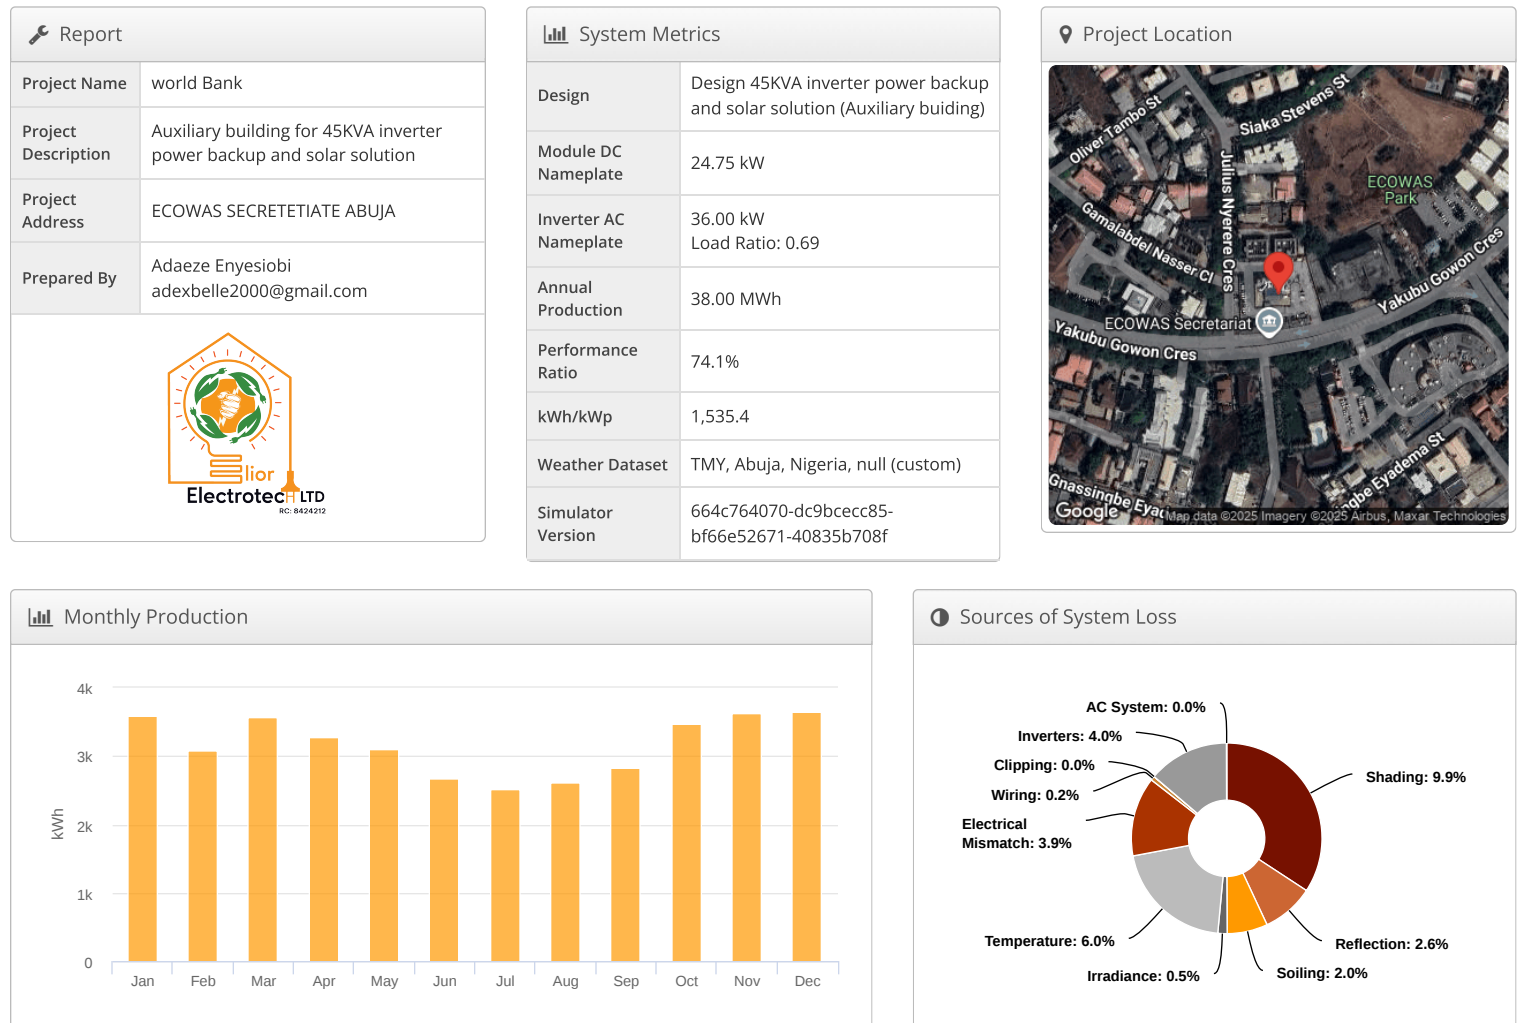 Report
Project Name
world Bank
Project
Description
Auxiliary building for 45KVA inverter
power backup and solar solution
Project
Address
ECOWAS SECRETETIATE ABUJA
Prepared By
Adaeze Enyesiobi
adexbelle2000@gmail.com
lior
Electrotech LTD
RC: 8424212
System Metrics
Design
Design 45KVA inverter power backup
and solar solution (Auxiliary buiding)
Module DC
Nameplate
24.75 kW
Inverter AC
Nameplate
36.00 kW
Load Ratio: 0.69
Annual
Production
38.00 MWh
Performance
Ratio
74.1%
kWh/kWp
1,535.4
Weather Dataset
TMY, Abuja, Nigeria, null (custom)
Simulator
Version
664c764070-dc9bcecc85-
bf66e52671-40835b708f
Project Location
Oliver Tambo St
Siaka Stevens St
Julius Nyerere Cres
ECOWAS
Park
Gamalabdel Nasser Cl
Yakubu Gowon Cres
ECOWAS Secretariat
Yakubu Gowon Cres
Gnassingbe Eyad
ngbe Eyadema St
Google
Map data ©2025 Imagery ©2025 Airbus, Maxar Technologies
Monthly Production
4k
3k
2k
1k
0
kWh
Jan Feb Mar Apr May Jun Jul Aug Sep Oct Nov Dec
Sources of System Loss
AC System: 0.0%
Inverters: 4.0%
Clipping: 0.0%
Wiring: 0.2%
Electrical
Mismatch: 3.9%
Temperature: 6.0%
Irradiance: 0.5%
Shading: 9.9%
Reflection: 2.6%
Soiling: 2.0%